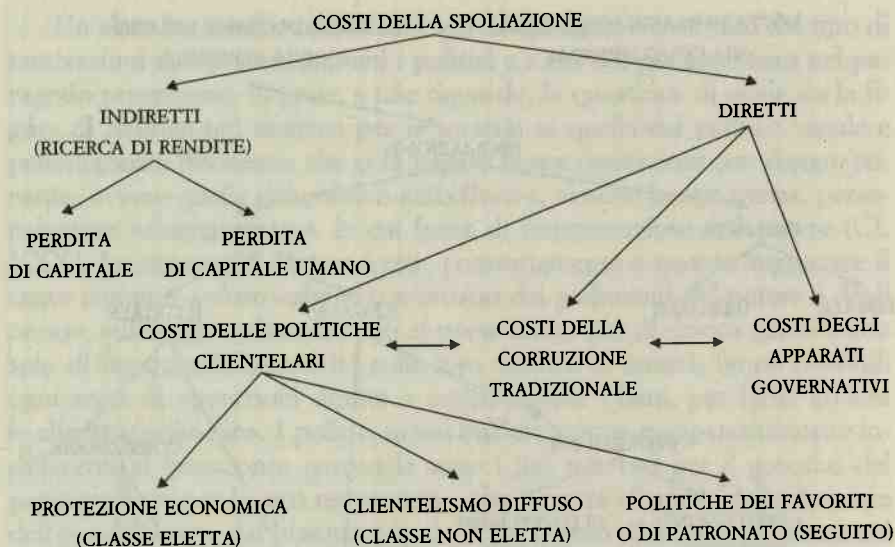 COSTI DELLA SPOLIAZIONE
INDIRETTI
(RICERCA DI RENDITE)
DIRETTI
PERDITA
DI CAPITALE
PERDITA
DI CAPITALE UMANO
COSTI DELLE POLITICHE
CLIENTELARI
COSTI DELLA
CORRUZIONE
TRADIZIONALE
COSTI DEGLI
APPARATI
GOVERNATIVI
PROTEZIONE ECONOMICA
(CLASSE ELETTA)
CLIENTELISMO DIFFUSO
(CLASSE NON ELETTA)
POLITICHE DEI FAVORITI
O DI PATRONATO (SEGUITO)